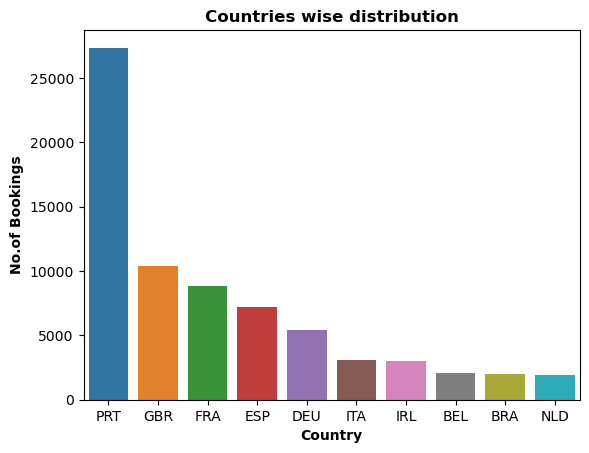 Countries wise distribution
No.of Bookings
25000
20000
15000
10000
5000
0
PRT GBR FRA ESP DEU ITA IRL BEL BRA NLD
Country